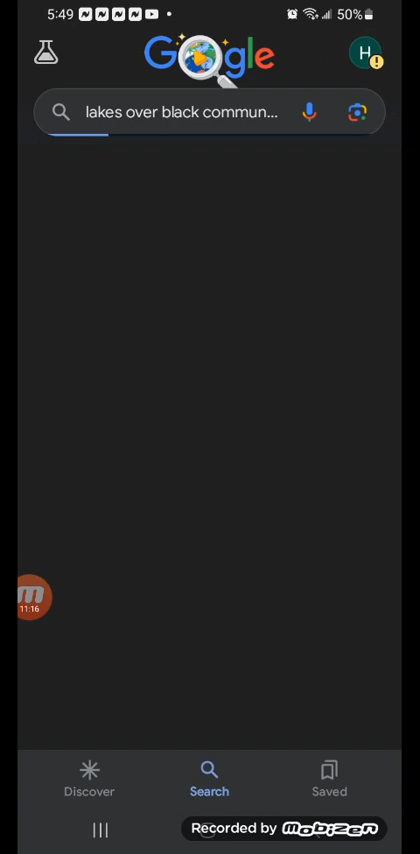 5:49
50%
Google
H
lakes over black commun...
11:16
Discover
Search
Saved
Recorded by mobizen